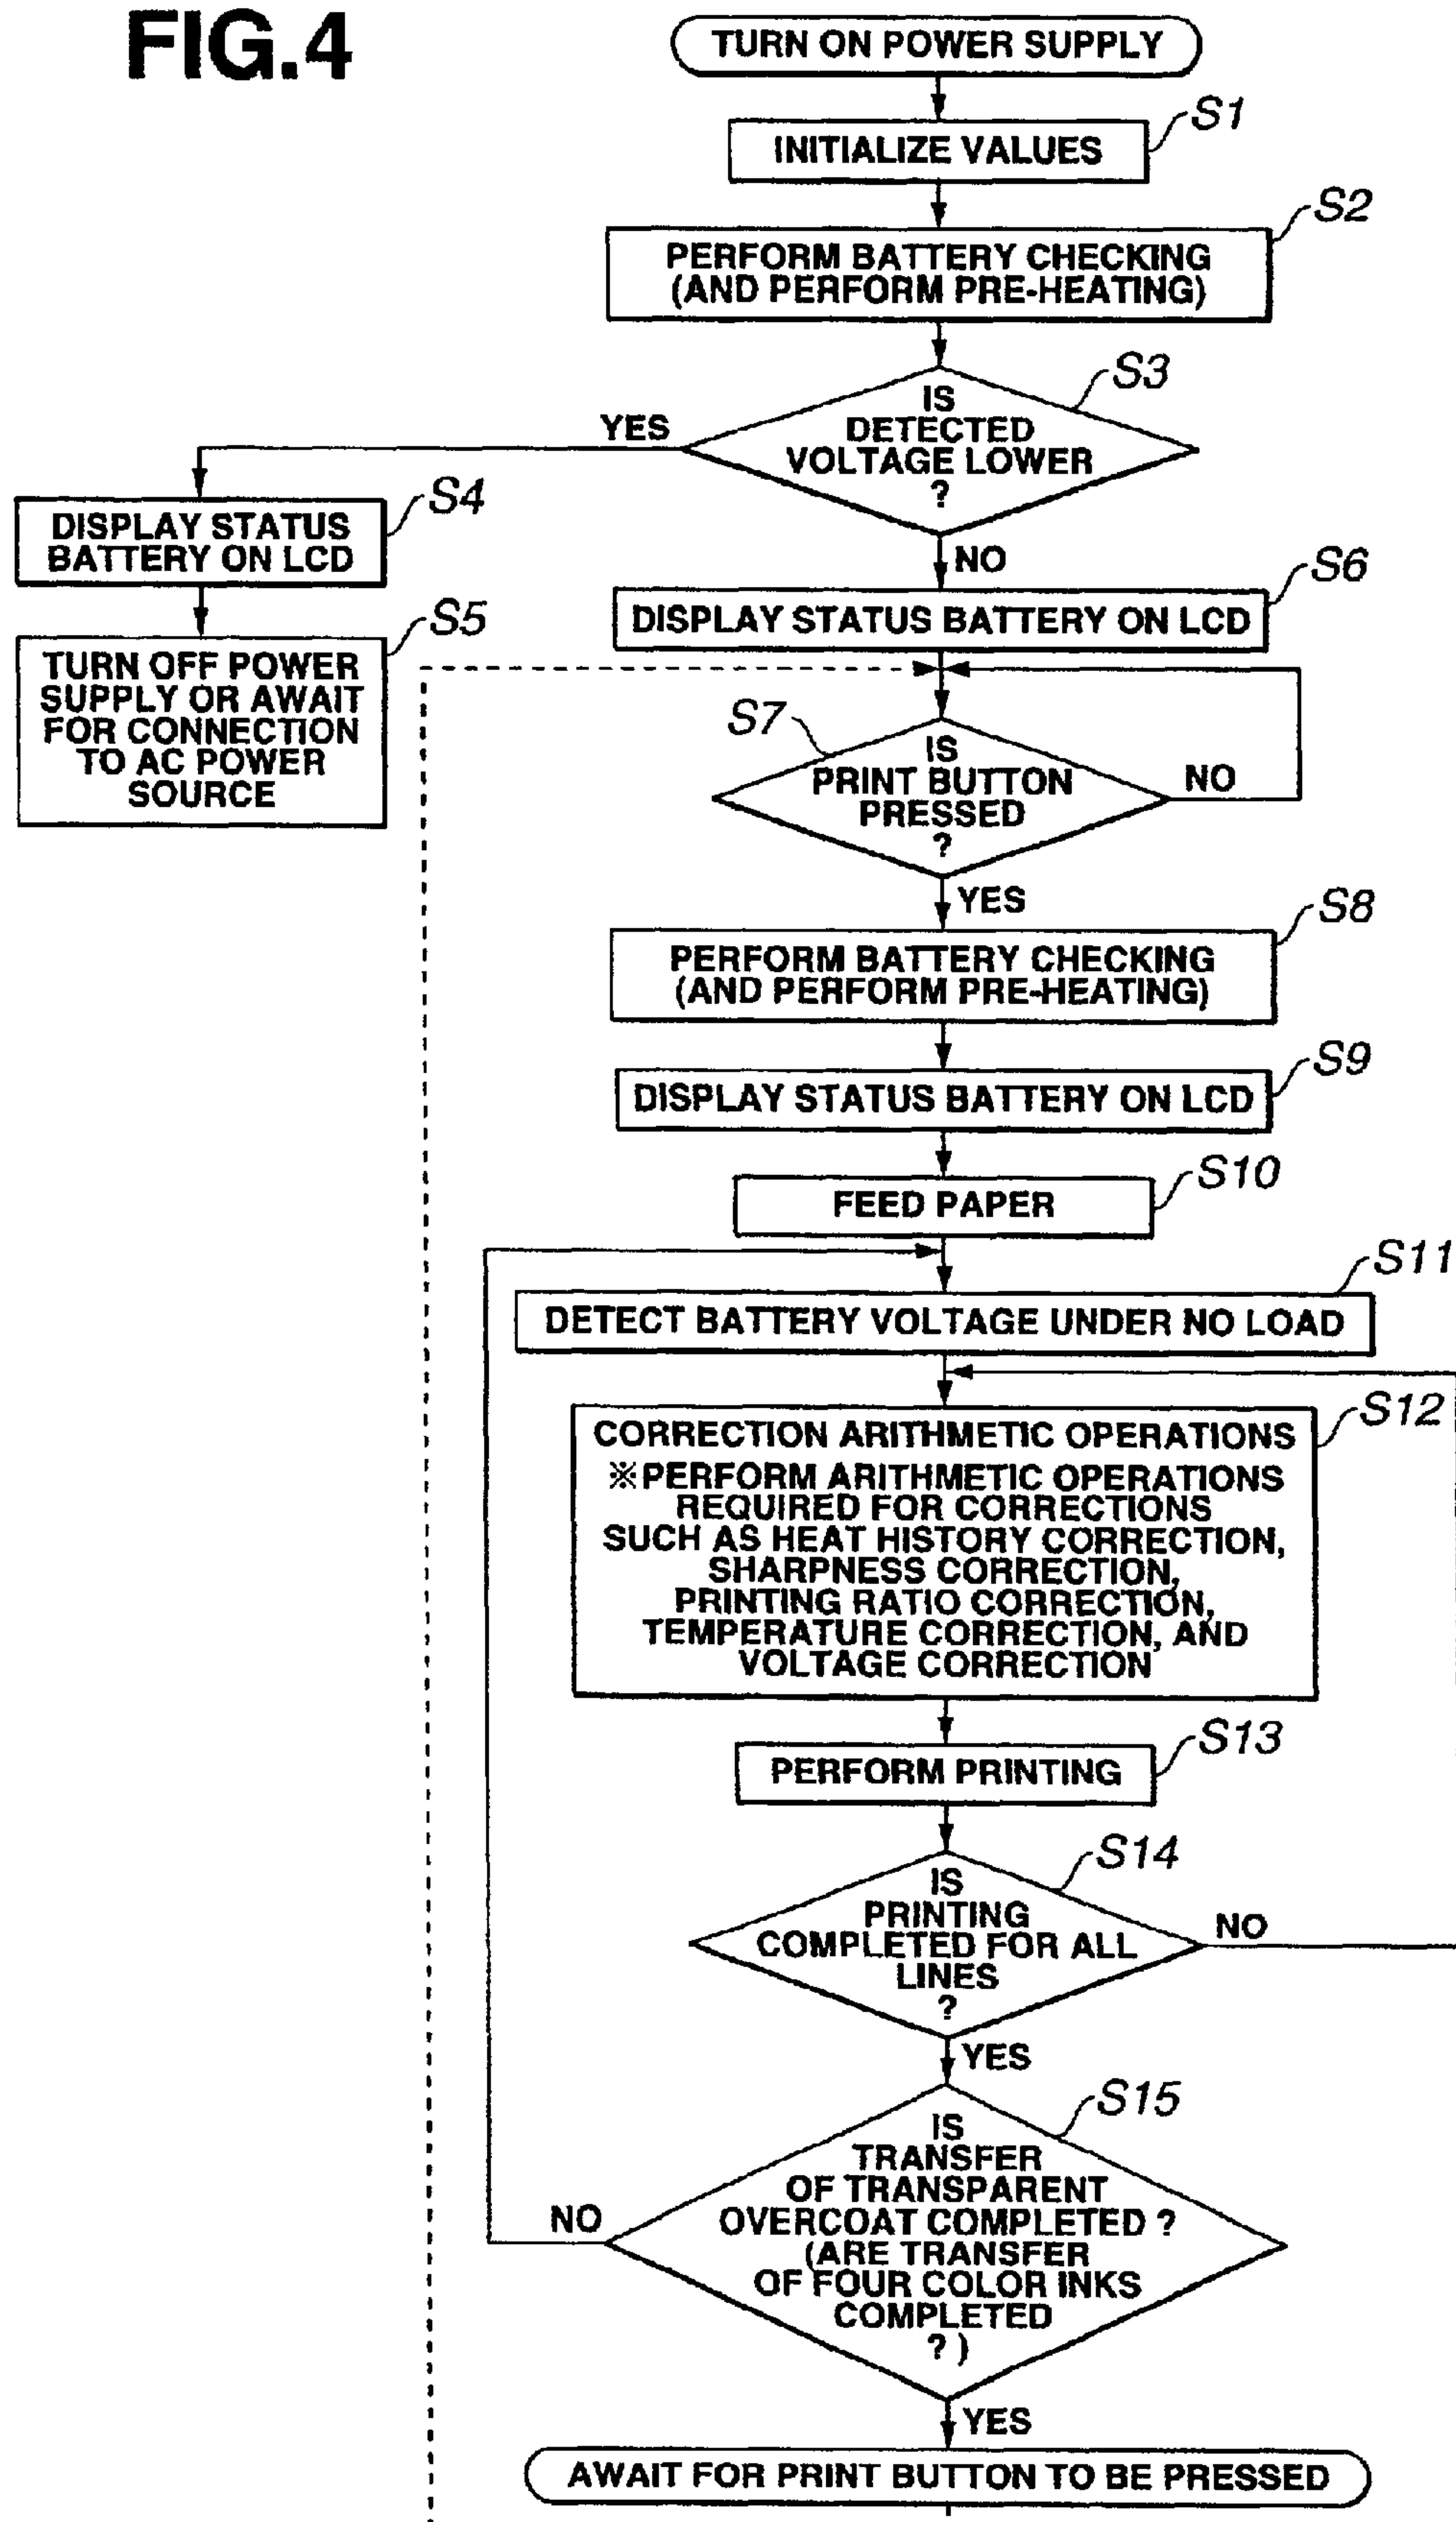 FIG.4
TURN ON POWER SUPPLY
S1
INITIALIZE VALUES
S2
PERFORM BATTERY CHECKING
(AND PERFORM PRE-HEATING)
S3
IS
DETECTED
VOLTAGE LOWER
?
YES
S4
DISPLAY STATUS
BATTERY ON LCD
S5
TURN OFF POWER
SUPPLY OR AWAIT
FOR CONNECTION
TO AC POWER
SOURCE
NO
S6
DISPLAY STATUS BATTERY ON LCD
S7
IS
PRINT BUTTON
PRESSED
?
NO
YES
S8
PERFORM BATTERY CHECKING
(AND PERFORM PRE-HEATING)
S9
DISPLAY STATUS BATTERY ON LCD
S10
FEED PAPER
S11
DETECT BATTERY VOLTAGE UNDER NO LOAD
S12
CORRECTION ARITHMETIC OPERATIONS
※PERFORM ARITHMETIC OPERATIONS
REQUIRED FOR CORRECTIONS
SUCH AS HEAT HISTORY CORRECTION,
SHARPNESS CORRECTION,
PRINTING RATIO CORRECTION,
TEMPERATURE CORRECTION, AND
VOLTAGE CORRECTION
S13
PERFORM PRINTING
S14
IS
PRINTING
COMPLETED FOR ALL
LINES
?
NO
YES
S15
IS
TRANSFER
OF TRANSPARENT
OVERCOAT COMPLETED ?
(ARE TRANSFER
OF FOUR COLOR INKS
COMPLETED
? )
NO
YES
AWAIT FOR PRINT BUTTON TO BE PRESSED